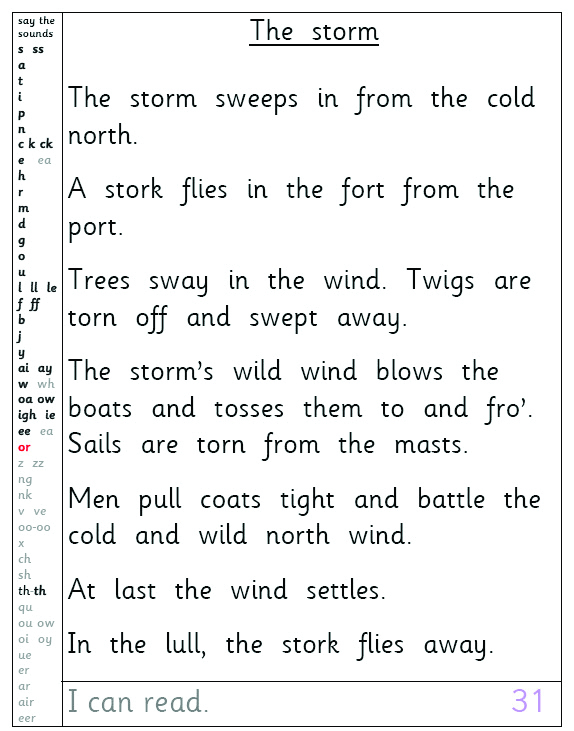 say the
sounds
s ss
a
t
i
p
n
c k ck
e ea
h
r
m
d
g
o
u
l ll le
f ff
b
j
y
ai ay
w wh
oa ow
igh ie
ee ea
or
z zz
ng
nk
v ve
oo-oo
x
ch
sh
th-th
qu
ou ow
oi oy
ue
er
ar
air
eer
The storm
The storm sweeps in from the cold
north.
A stork flies in the fort from the
port.
Trees sway in the wind. Twigs are
torn off and swept away.
The storm's wild wind blows the
boats and tosses them to and fro'.
Sails are torn from the masts.
Men pull coats tight and battle the
cold and wild north wind.
At last the wind settles.
In the lull, the stork flies away.
I can read. 31